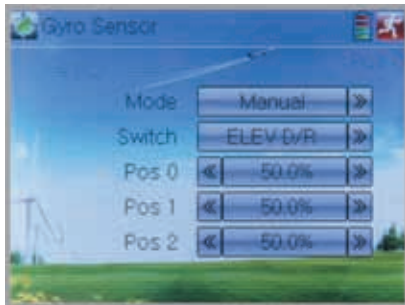 Gyro Sensor
Mode Manual
Switch ELEV D/R
Pos 0 50.0%
Pos 1 50.0%
Pos 2 50.0%